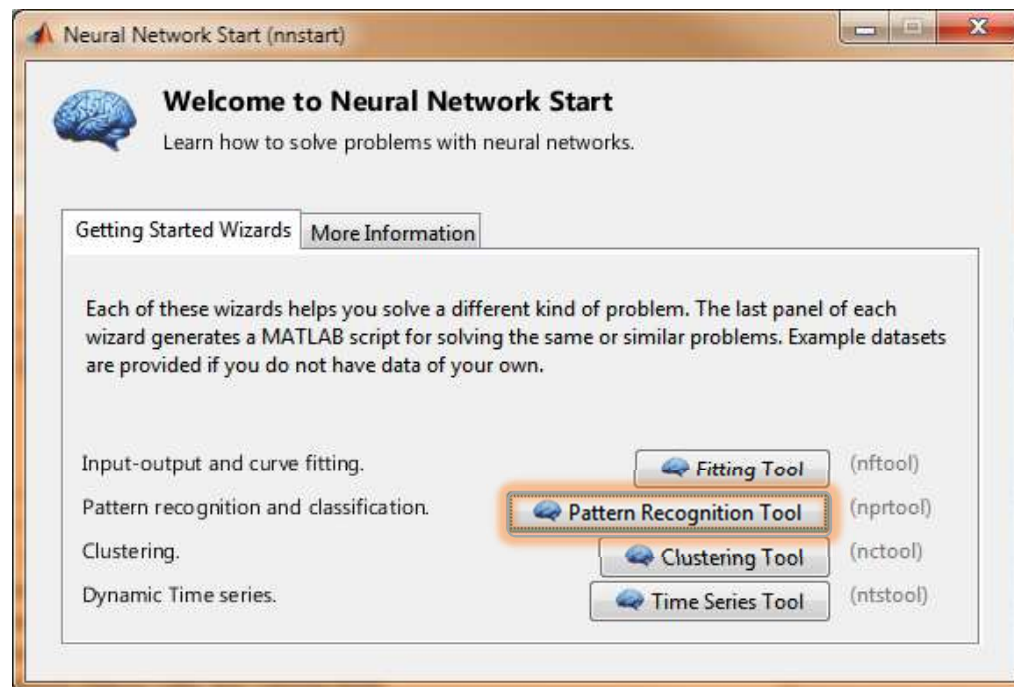 Neural Network Start (nnstart)
Welcome to Neural Network Start
Learn how to solve problems with neural networks.
Getting Started Wizards
More Information
Each of these wizards helps you solve a different kind of problem. The last panel of each
wizard generates a MATLAB script for solving the same or similar problems. Example datasets
are provided if you do not have data of your own.
Input-output and curve fitting. Fitting Tool (nftool)
Pattern recognition and classification. Pattern Recognition Tool (nprtool)
Clustering. Clustering Tool (nctool)
Dynamic Time series. Time Series Tool (ntstool)